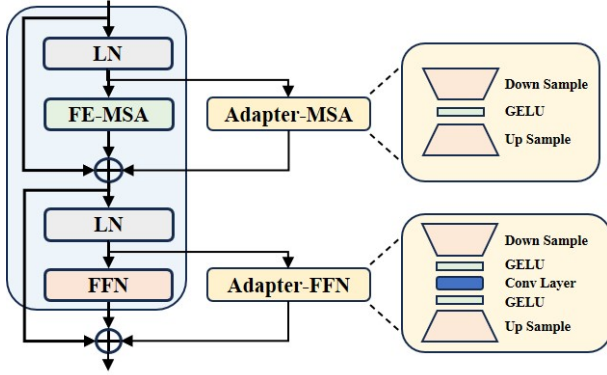 LN
FE-MSA
Adapter-MSA
Down Sample
GELU
Up Sample
LN
FFN
Adapter-FFN
Down Sample
GELU
Conv Layer
GELU
Up Sample